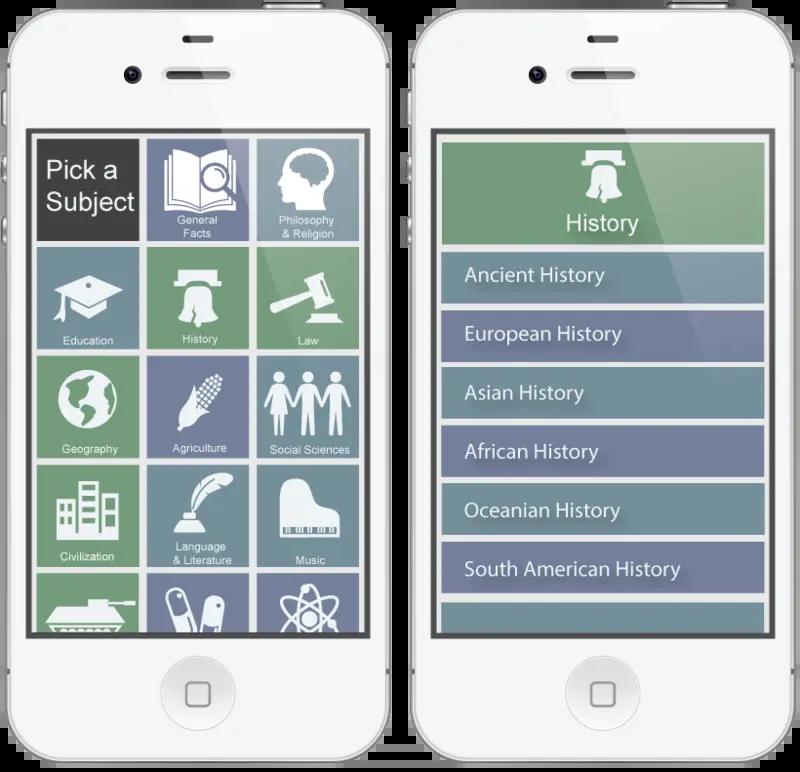 Pick a
Subject
General
Facts
Philosophy
& Religion
Education
History
Law
Geography
Agriculture
Social Sciences
Civilization
Language
& Literature
Music
History
Ancient History
European History
Asian History
African History
Oceanian History
South American History